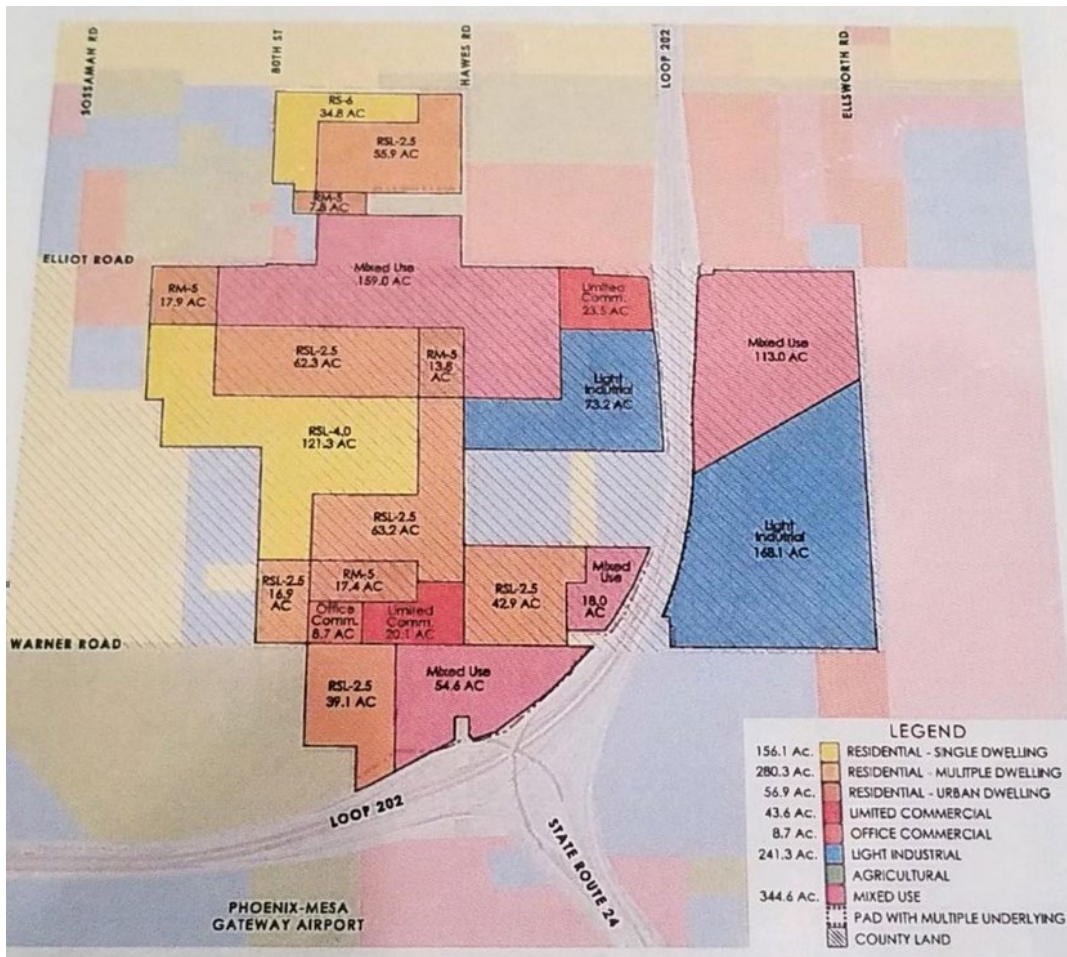 SOSSAMAN RD
80TH ST
HAWES RD
LOOP 202
ELLSWORTH RD
RS-6
34.8 AC
RSL-2.5
55.9 AC
RM-5
7.8 AC
ELLIOT ROAD
Mixed Use
159.0 AC
RM-5
17.9 AC
Limited
Comm.
23.5 AC
Mixed Use
113.0 AC
RSL-2.5
62.3 AC
RM-5
13.8
AC
Light
Industrial
73.2 AC
RSL-4.0
121.3 AC
RSL-2.5
63.2 AC
Light
Industrial
168.1 AC
RSL-2.5
16.9
AC
RM-5
17.4 AC
RSL-2.5
42.9 AC
Mixed
Use
18.0
AC
Office
Comm.
8.7 AC
Limited
Comm.
20.1 AC
WARNER ROAD
RSL-2.5
39.1 AC
Mixed Use
54.6 AC
LOOP 202
STATE ROUTE 24
PHOENIX-MESA
GATEWAY AIRPORT
LEGEND
156.1 Ac. RESIDENTIAL - SINGLE DWELLING
280.3 Ac. RESIDENTIAL - MULITPLE DWELLING
56.9 Ac. RESIDENTIAL - URBAN DWELLING
43.6 Ac. LIMITED COMMERCIAL
8.7 Ac. OFFICE COMMERCIAL
241.3 Ac. LIGHT INDUSTRIAL
AGRICULTURAL
344.6 Ac. MIXED USE
PAD WITH MULTIPLE UNDERLYING
COUNTY LAND